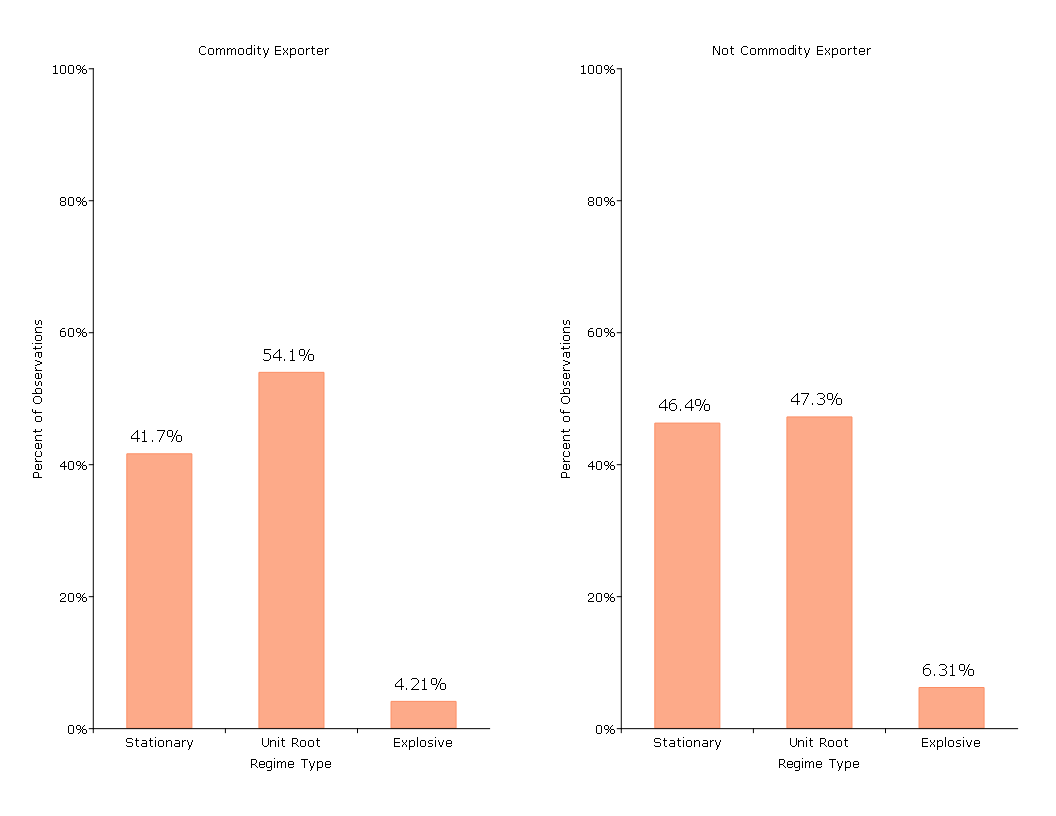 Commodity Exporter
100%
80%
60%
40%
20%
0%
Percent of Observations
41.7%
54.1%
4.21%
Stationary
Unit Root
Explosive
Regime Type
Not Commodity Exporter
100%
80%
60%
40%
20%
0%
Percent of Observations
46.4%
47.3%
6.31%
Stationary
Unit Root
Explosive
Regime Type